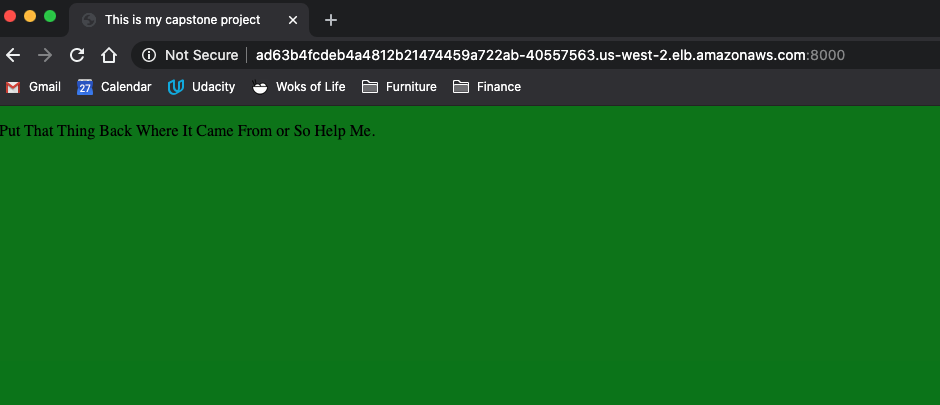 This is my capstone project
Not Secure ad63b4fcdeb4a4812b21474459a722ab-40557563.us-west-2.elb.amazonaws.com:8000
Gmail 27 Calendar Udacity Woks of Life Furniture Finance
Put That Thing Back Where It Came From or So Help Me.